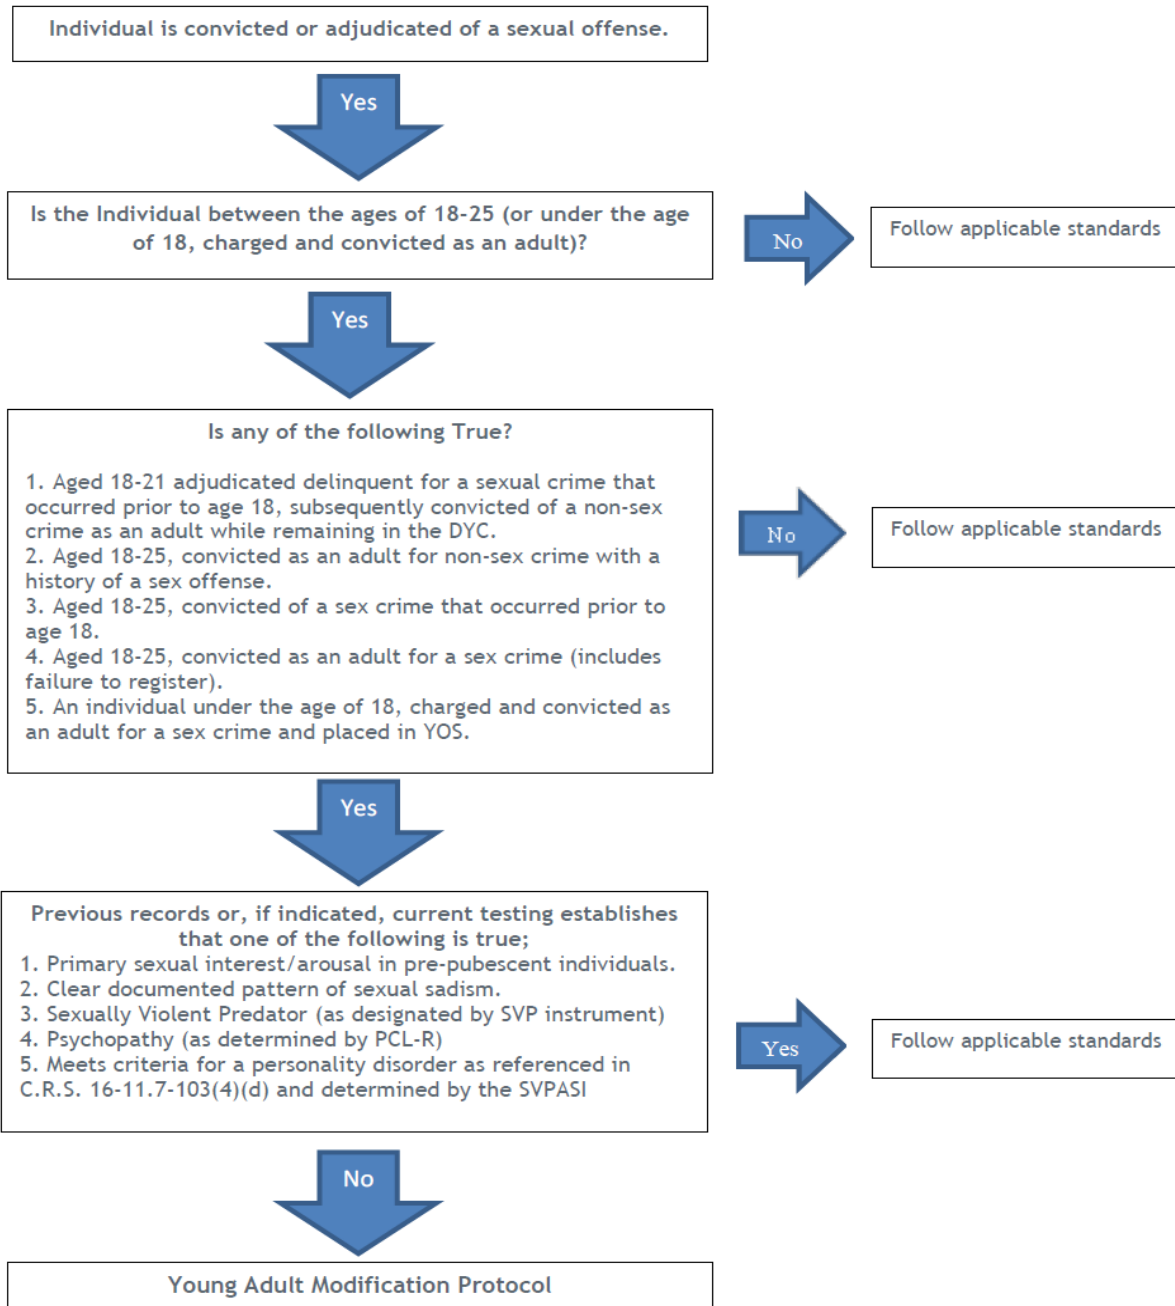 Individual is convicted or adjudicated of a sexual offense.
Yes
Is the Individual between the ages of 18-25 (or under the age
of 18, charged and convicted as an adult)?
No
Follow applicable standards
Yes
Is any of the following True?
1. Aged 18-21 adjudicated delinquent for a sexual crime that
occurred prior to age 18, subsequently convicted of a non-sex
crime as an adult while remaining in the DYC.
2. Aged 18-25, convicted as an adult for non-sex crime with a
history of a sex offense.
3. Aged 18-25, convicted of a sex crime that occurred prior to
age 18.
4. Aged 18-25, convicted as an adult for a sex crime (includes
failure to register).
5. An individual under the age of 18, charged and convicted as
an adult for a sex crime and placed in YOS.
No
Follow applicable standards
Yes
Previous records or, if indicated, current testing establishes
that one of the following is true;
1. Primary sexual interest/arousal in pre-pubescent individuals.
2. Clear documented pattern of sexual sadism.
3. Sexually Violent Predator (as designated by SVP instrument)
4. Psychopathy (as determined by PCL-R)
5. Meets criteria for a personality disorder as referenced in
C.R.S. 16-11.7-103(4)(d) and determined by the SVPASI
Yes
Follow applicable standards
No
Young Adult Modification Protocol